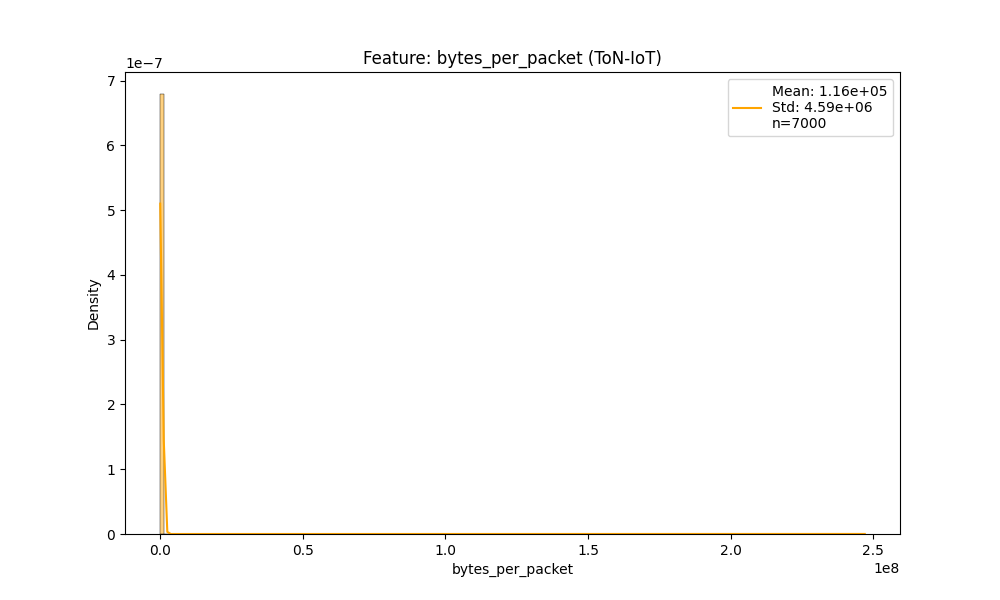 Feature: bytes_per_packet (ToN-IoT)
1e−7
7
6
5
4
3
2
1
0
Density
Mean: 1.16e+05
Std: 4.59e+06
n=7000
0.0 0.5 1.0 1.5 2.0 2.5
1e8
bytes_per_packet